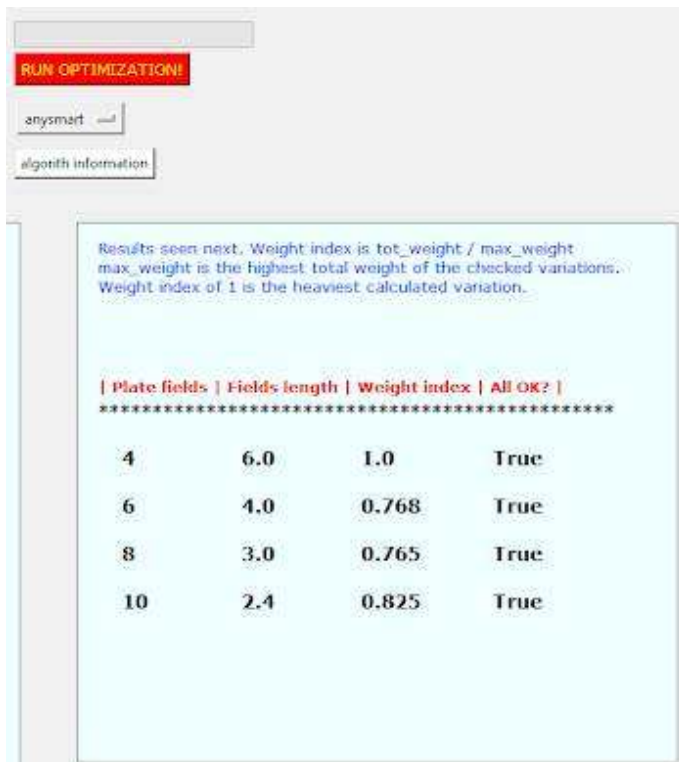 RUN OPTIMIZATION!
anysmart
algorith information
Results seen next. Weight index is tot_weight / max_weight
max_weight is the highest total weight of the checked variations.
Weight index of 1 is the heaviest calculated variation.
| Plate fields | Fields length | Weight index | All OK? |
************************************************
4 6.0 1.0 True
6 4.0 0.768 True
8 3.0 0.765 True
10 2.4 0.825 True